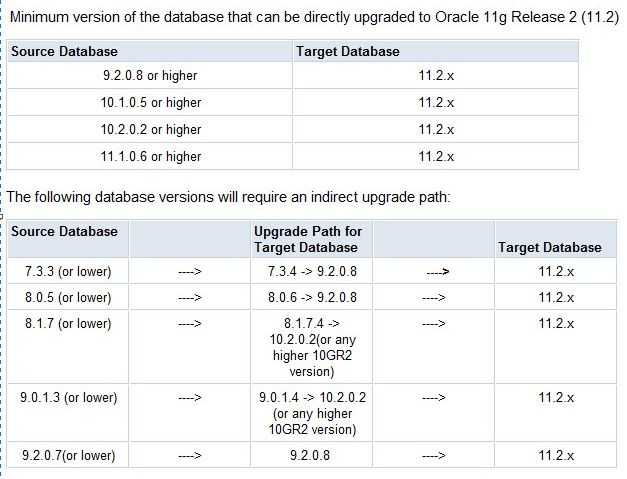 Minimum version of the database that can be directly upgraded to Oracle 11g Release 2 (11.2)
Source Database Target Database
9.2.0.8 or higher 11.2.x
10.1.0.5 or higher 11.2.x
10.2.0.2 or higher 11.2.x
11.1.0.6 or higher 11.2.x
The following database versions will require an indirect upgrade path:
Source Database Upgrade Path for
Target Database Target Database
7.3.3 (or lower) ----> 7.3.4 -> 9.2.0.8 ----> 11.2.x
8.0.5 (or lower) ----> 8.0.6 -> 9.2.0.8 ----> 11.2.x
8.1.7 (or lower) ----> 8.1.7.4 -> ----> 11.2.x
10.2.0.2(or any
higher 10GR2
version)
9.0.1.3 (or lower) ----> 9.0.1.4 -> 10.2.0.2 ----> 11.2.x
(or any higher
10GR2 version)
9.2.0.7(or lower) ----> 9.2.0.8 ----> 11.2.x